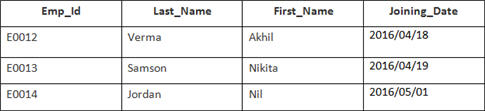 Emp_Id Last_Name First_Name Joining_Date
E0012 Verma Akhil 2016/04/18
E0013 Samson Nikita 2016/04/19
E0014 Jordan Nil 2016/05/01